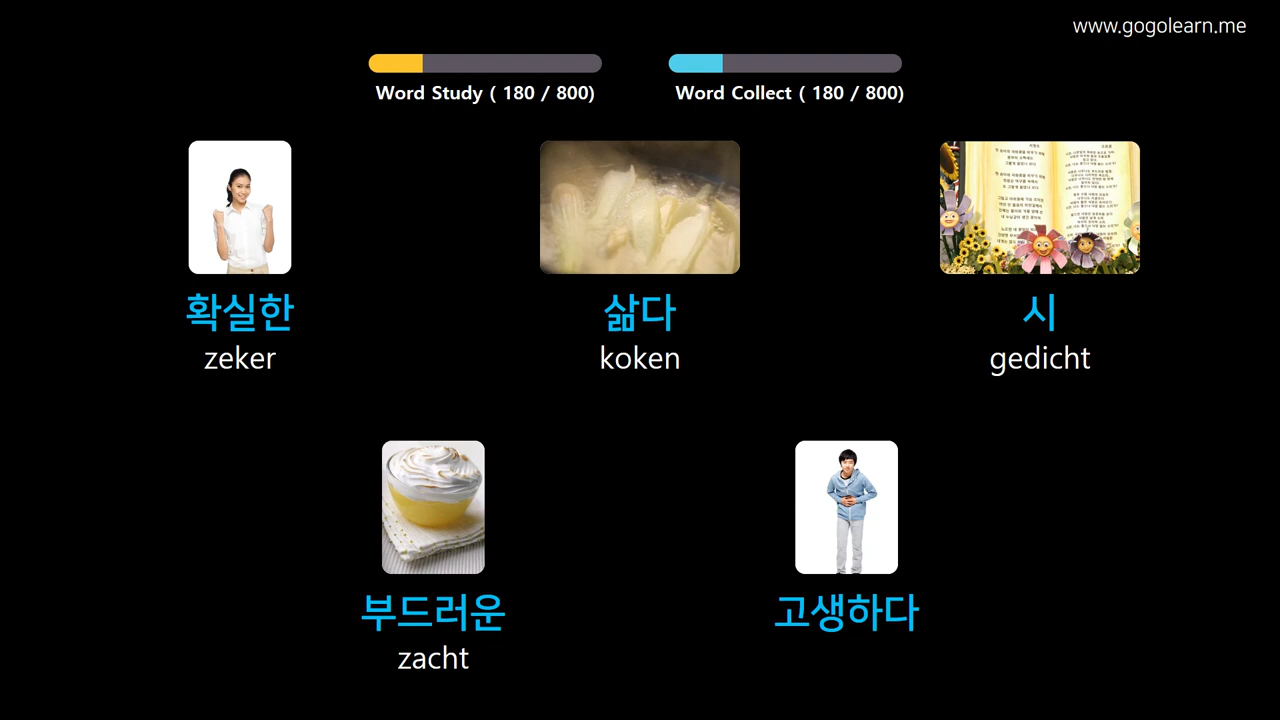 www.gogolearn.me
Word Study ( 180 / 800)
Word Collect ( 180 / 800)
확실한
zeker
삶다
koken
시
gedicht
부드러운
zacht
고생하다